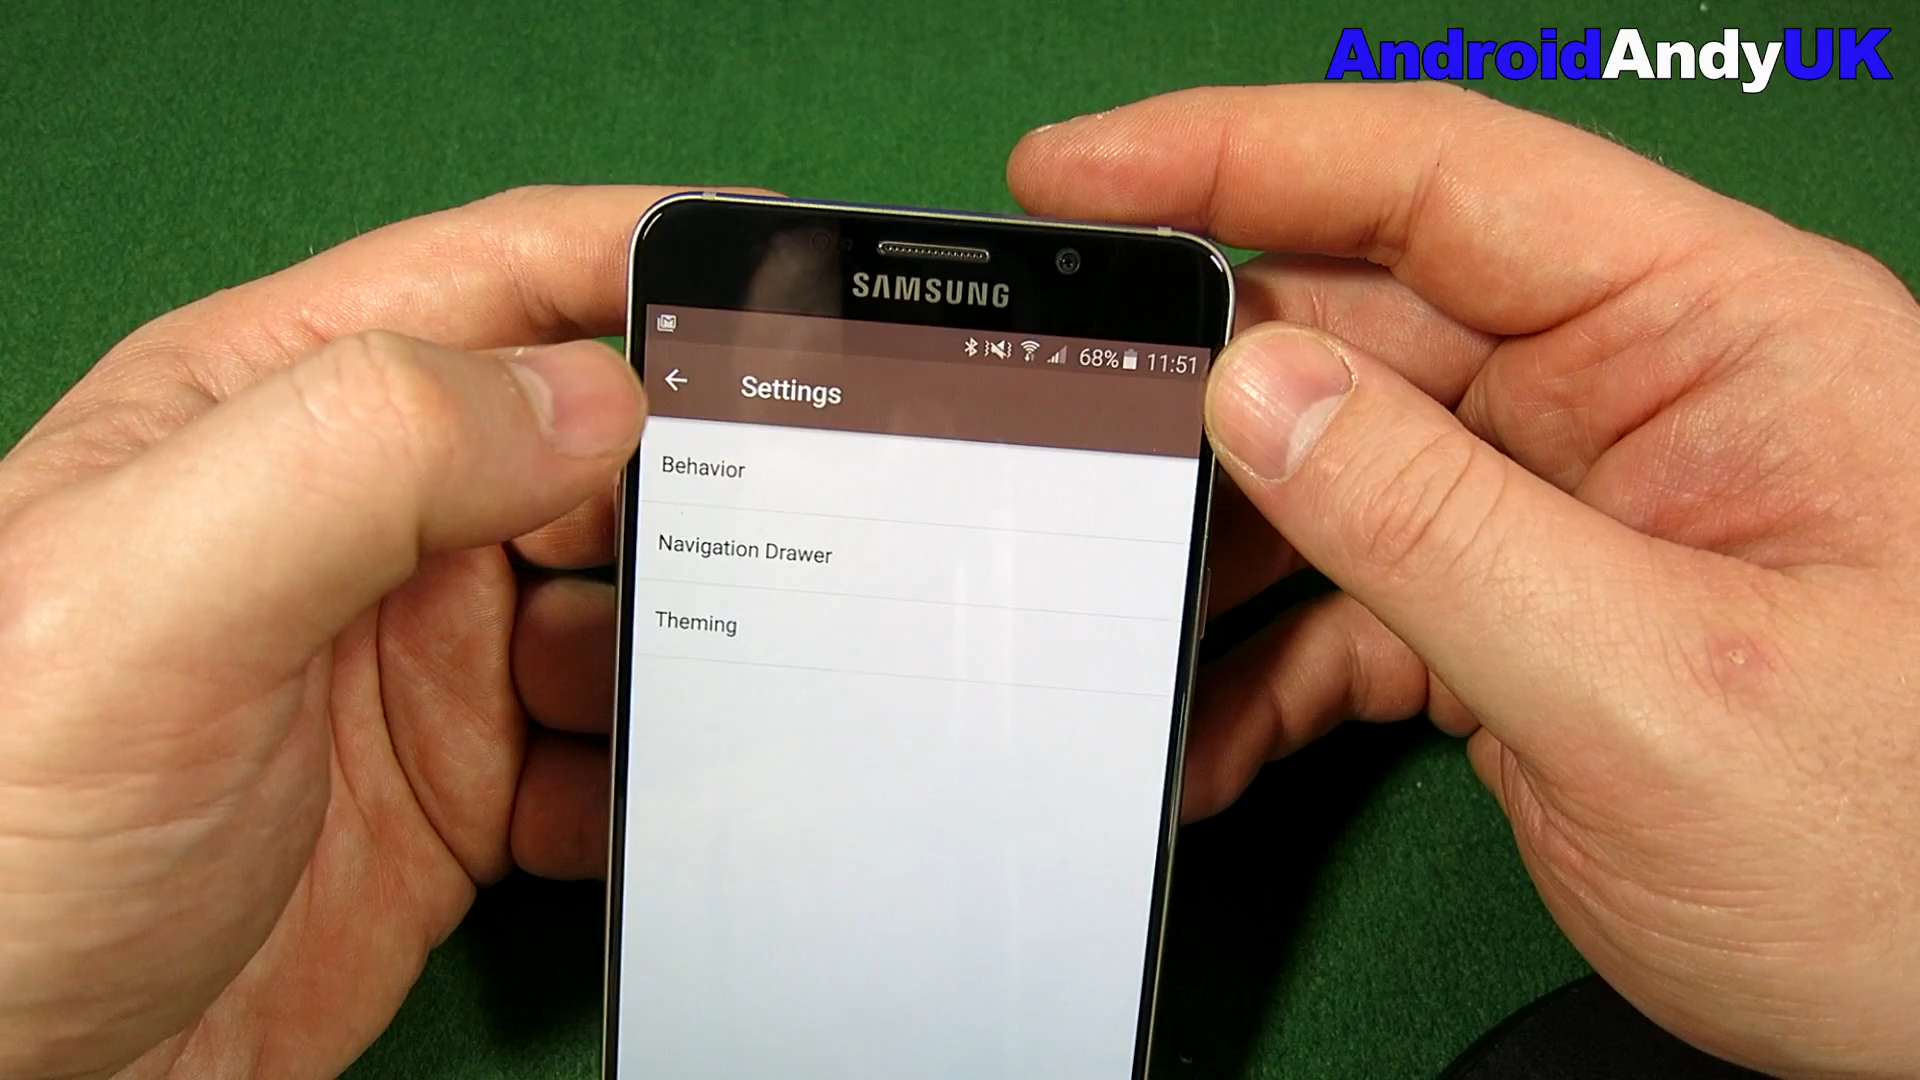 AndroidAndyUK
SAMSUNG
68% 11:51
Settings
Behavior
Navigation Drawer
Theming